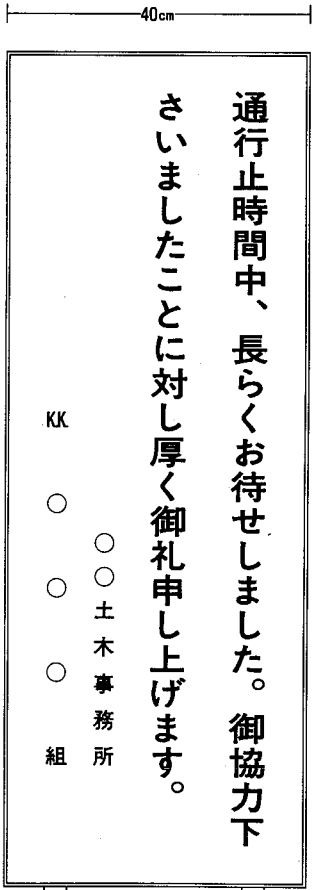 40cm
通行止時間中、長らくお待せしました。御協力下
さいましたことに対し厚く御礼申し上げます。
○○土木事務所
KK ○○○組